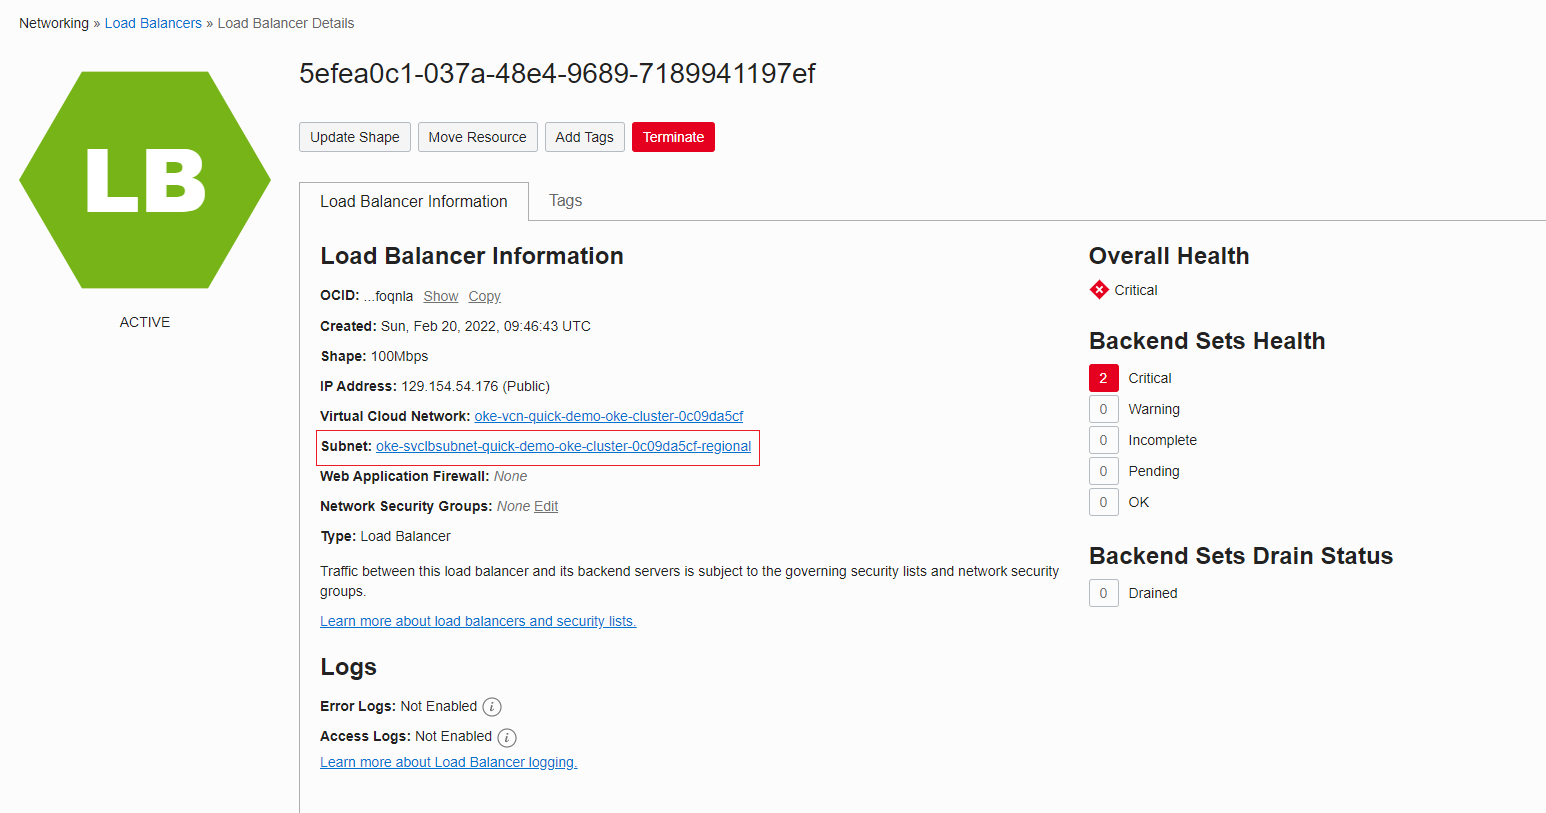 Networking » Load Balancers » Load Balancer Details
LB
ACTIVE
5efea0c1-037a-48e4-9689-7189941197ef
Update Shape Move Resource Add Tags Terminate
Load Balancer Information Tags
Load Balancer Information
OCID: ...foqnla Show Copy
Created: Sun, Feb 20, 2022, 09:46:43 UTC
Shape: 100Mbps
IP Address: 129.154.54.176 (Public)
Virtual Cloud Network: oke-vcn-quick-demo-oke-cluster-0c09da5cf
Subnet: oke-svclbsubnet-quick-demo-oke-cluster-0c09da5cf-regional
Web Application Firewall: None
Network Security Groups: None Edit
Type: Load Balancer
Traffic between this load balancer and its backend servers is subject to the governing security lists and network security
groups.
Learn more about load balancers and security lists.
Logs
Error Logs: Not Enabled i
Access Logs: Not Enabled i
Learn more about Load Balancer logging.
Overall Health
Critical
Backend Sets Health
2 Critical
0 Warning
0 Incomplete
0 Pending
0 OK
Backend Sets Drain Status
0 Drained